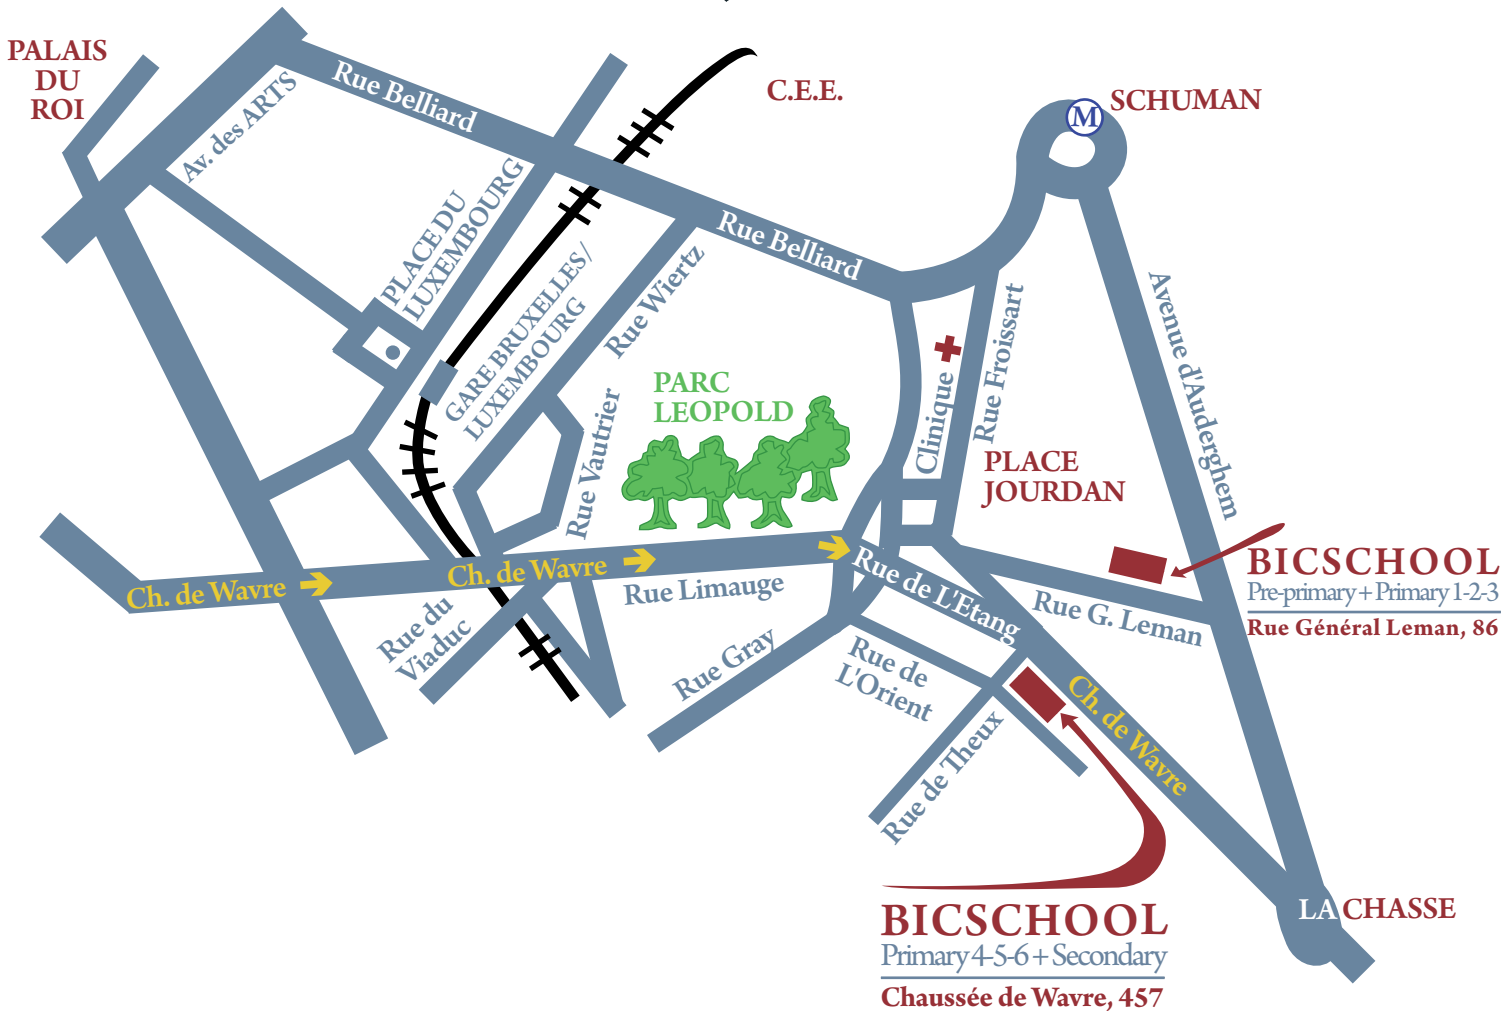 PALAIS
DU
ROI
Rue Belliard
C.E.E.
M
SCHUMAN
Av. des ARTS
PLACE DU
LUXEMBOURG
Rue Belliard
GARE BRUXELLES/
LUXEMBOURG
Rue Wiertz
Avenue d'Auderghem
Rue Froissart
Clinique
PARC
LEOPOLD
Rue Vautrier
PLACE
JOURDAN
BICSCHOOL
Pre-primary + Primary 1-2-3
Rue Général Leman, 86
Ch. de Wavre
Ch. de Wavre
Rue Limauge
Rue de L'Etang
Rue G. Leman
Rue du
Viaduc
Rue Gray
Rue de
L'Orient
Ch. de Wavre
Rue de Theux
LA CHASSE
BICSCHOOL
Primary 4-5-6 + Secondary
Chaussée de Wavre, 457